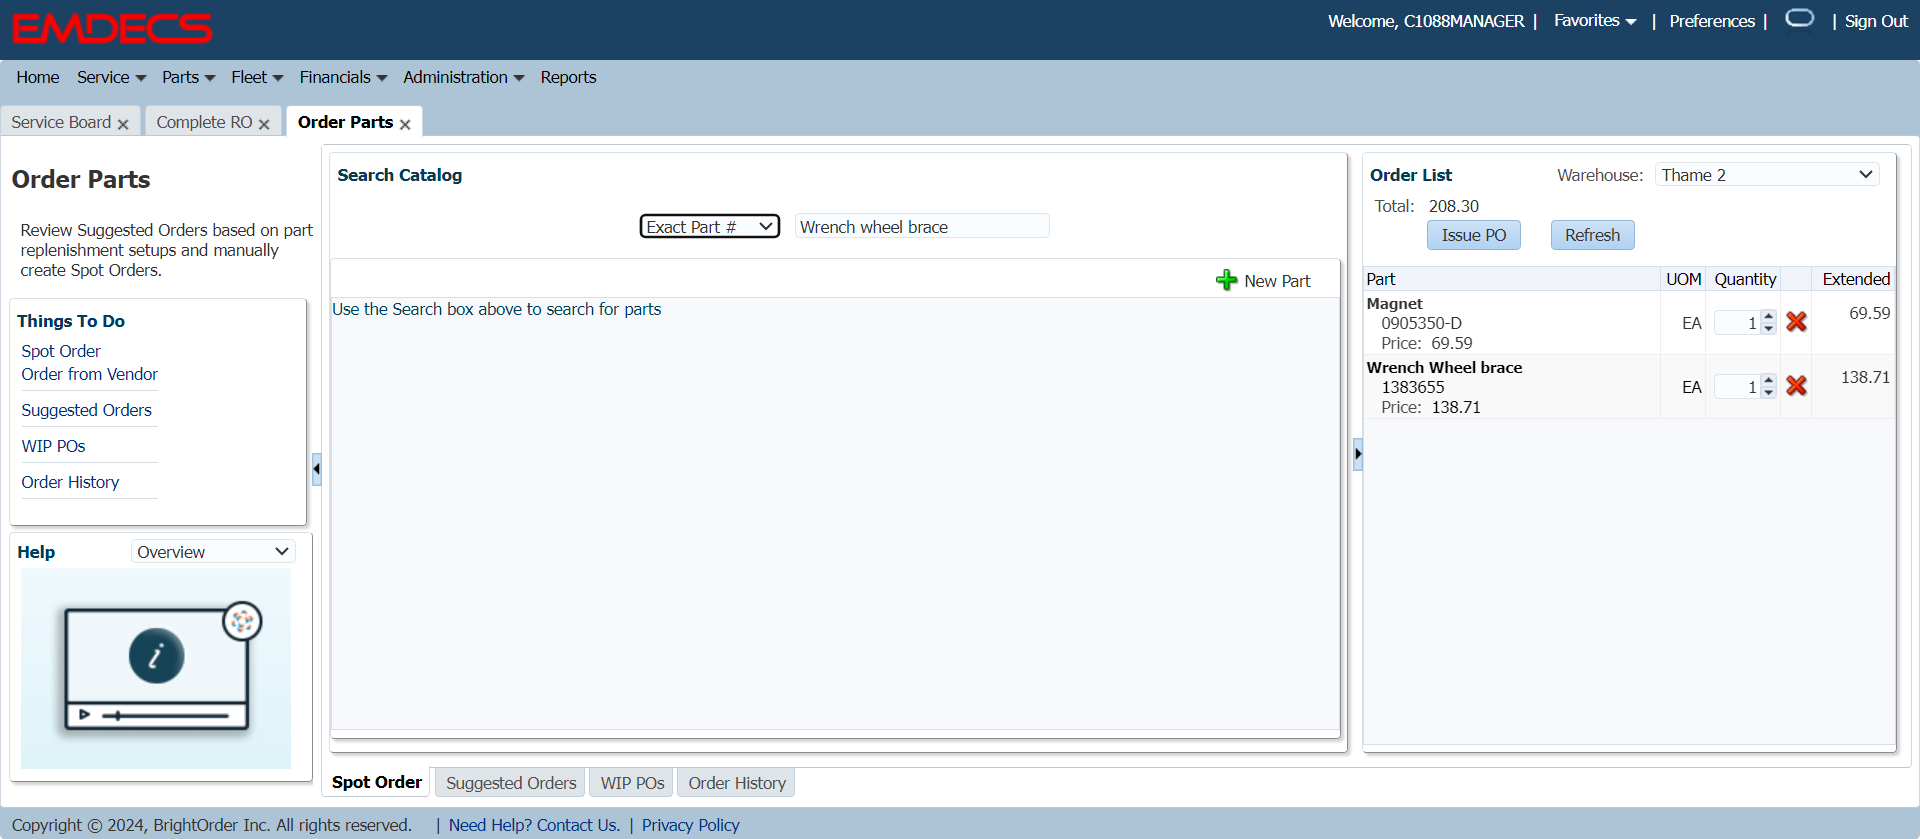 EMDECS
Welcome, C1088MANAGER | Favorites | Preferences | | Sign Out
Home Service Parts Fleet Financials Administration Reports
Service Board Complete RO Order Parts
Order Parts
Review Suggested Orders based on part
replenishment setups and manually
create Spot Orders.
Things To Do
Spot Order
Order from Vendor
Suggested Orders
WIP POs
Order History
Help Overview
i
Search Catalog
Exact Part # Wrench wheel brace
New Part
Use the Search box above to search for parts
Order List Warehouse: Thame 2
Total: 208.30
Issue PO Refresh
Part UOM Quantity Extended
Magnet
0905350-D EA 1 69.59
Price: 69.59
Wrench Wheel brace
1383655 EA 1 138.71
Price: 138.71
Spot Order Suggested Orders WIP POs Order History
Copyright © 2024, BrightOrder Inc. All rights reserved. | Need Help? Contact Us. | Privacy Policy